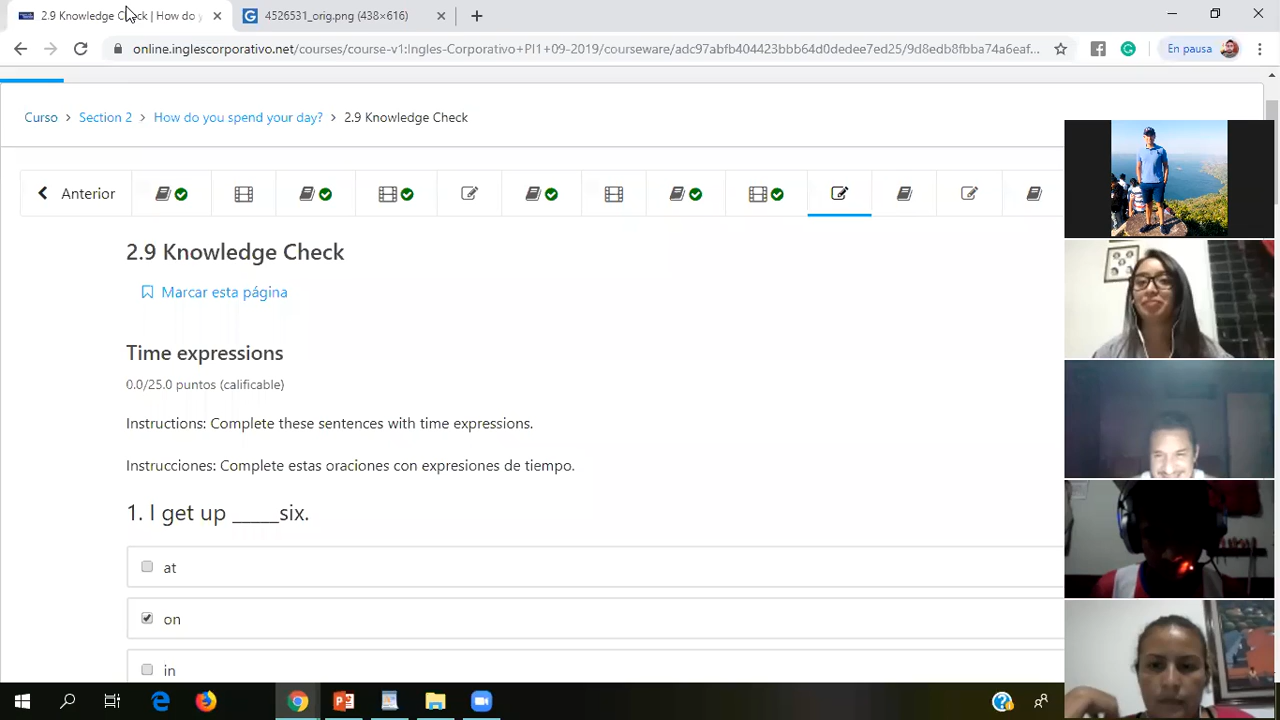 2.9 Knowledge Check | How do y
4526531_orig.png (438×616)
online.inglescorporativo.net/courses/course-v1:Ingles-Corporativo+PI1+09-2019/courseware/adc97abfb404423bbb64d0dedee7ed25/9d8edb8fbba74a6eaf...
En pausa
Curso > Section 2 > How do you spend your day? > 2.9 Knowledge Check
Anterior
2.9 Knowledge Check
Marcar esta página
Time expressions
0.0/25.0 puntos (calificable)
Instructions: Complete these sentences with time expressions.
Instrucciones: Complete estas oraciones con expresiones de tiempo.
1. I get up _____six.
at
on
in